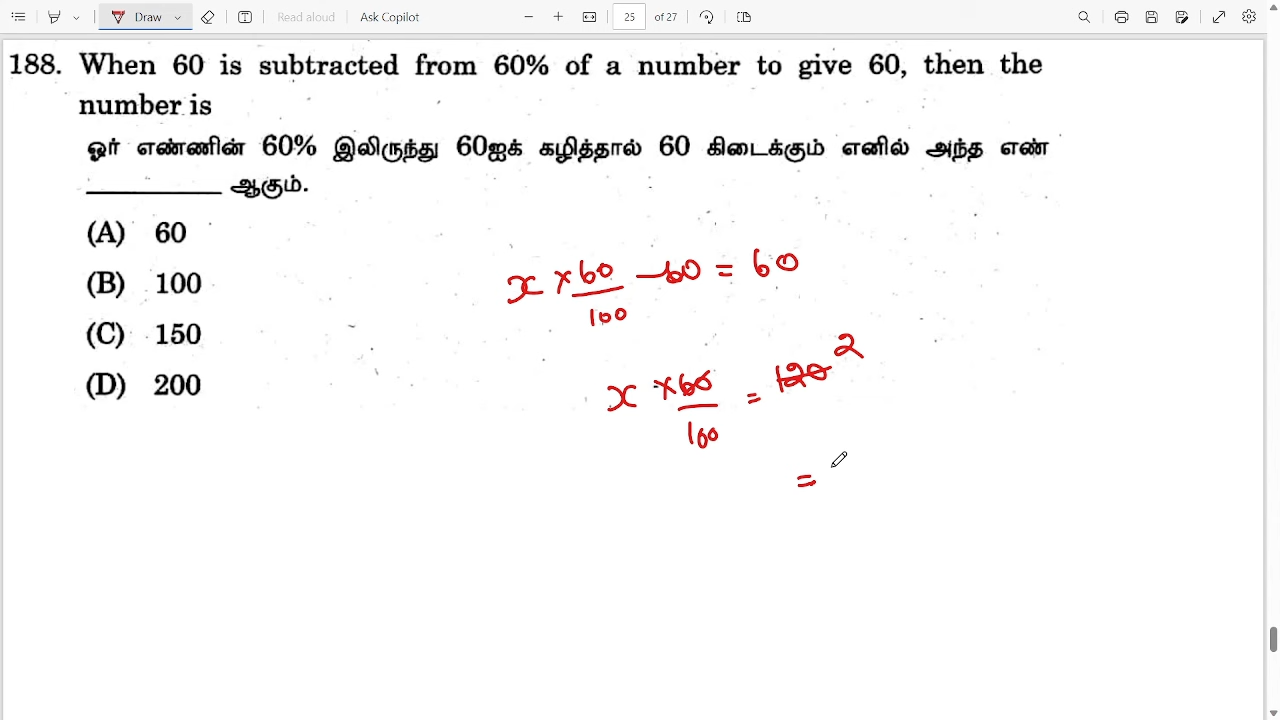 Draw
Read aloud
Ask Copilot
25 of 27
188. When 60 is subtracted from 60% of a number to give 60, then the
number is
ஓர் எண்ணின் 60% இலிருந்து 60ஐக் கழித்தால் 60 கிடைக்கும் எனில் அந்த எண்
__________ ஆகும்.
(A) 60
(B) 100
(C) 150
(D) 200
x × 60/100 − 60 = 60
x × 60/100 = 120 2
=